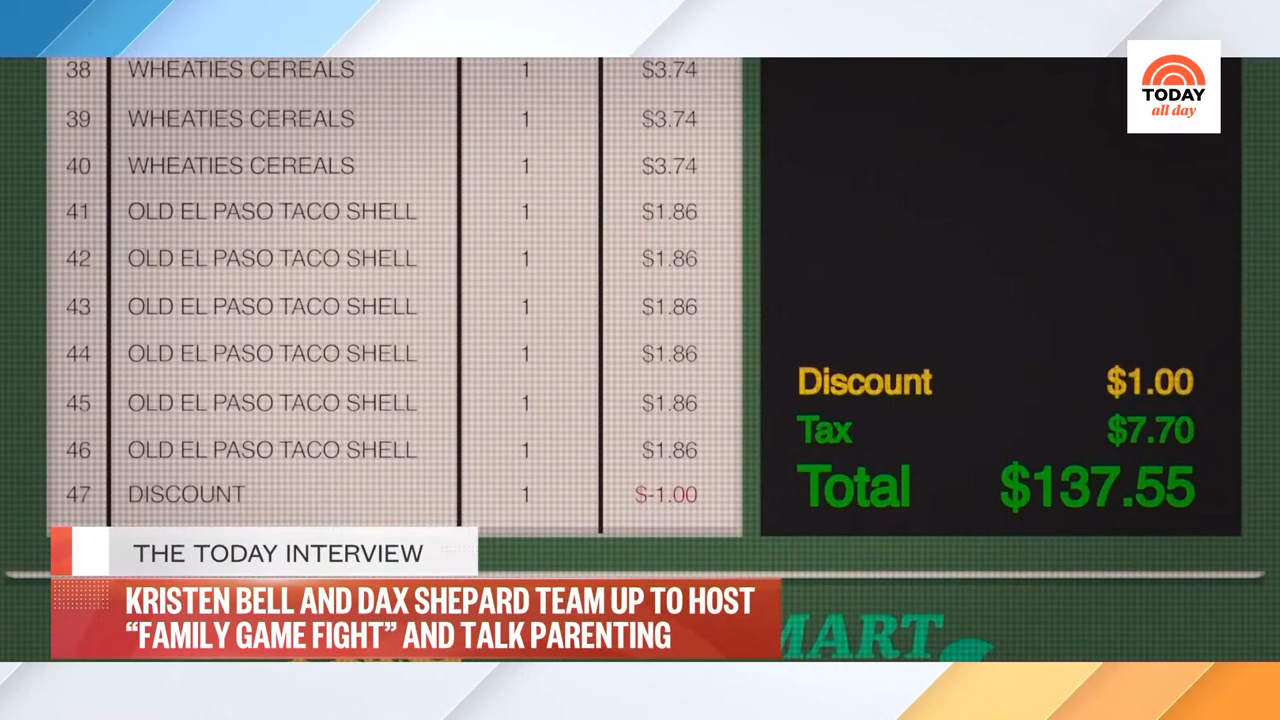 TODAY
all day
38 WHEATIES CEREALS 1 $3.74
39 WHEATIES CEREALS 1 $3.74
40 WHEATIES CEREALS 1 $3.74
41 OLD EL PASO TACO SHELL 1 $1.86
42 OLD EL PASO TACO SHELL 1 $1.86
43 OLD EL PASO TACO SHELL 1 $1.86
44 OLD EL PASO TACO SHELL 1 $1.86
45 OLD EL PASO TACO SHELL 1 $1.86
46 OLD EL PASO TACO SHELL 1 $1.86
47 DISCOUNT 1 $-1.00
Discount $1.00
Tax $7.70
Total $137.55
THE TODAY INTERVIEW
KRISTEN BELL AND DAX SHEPARD TEAM UP TO HOST
“FAMILY GAME FIGHT” AND TALK PARENTING
MART